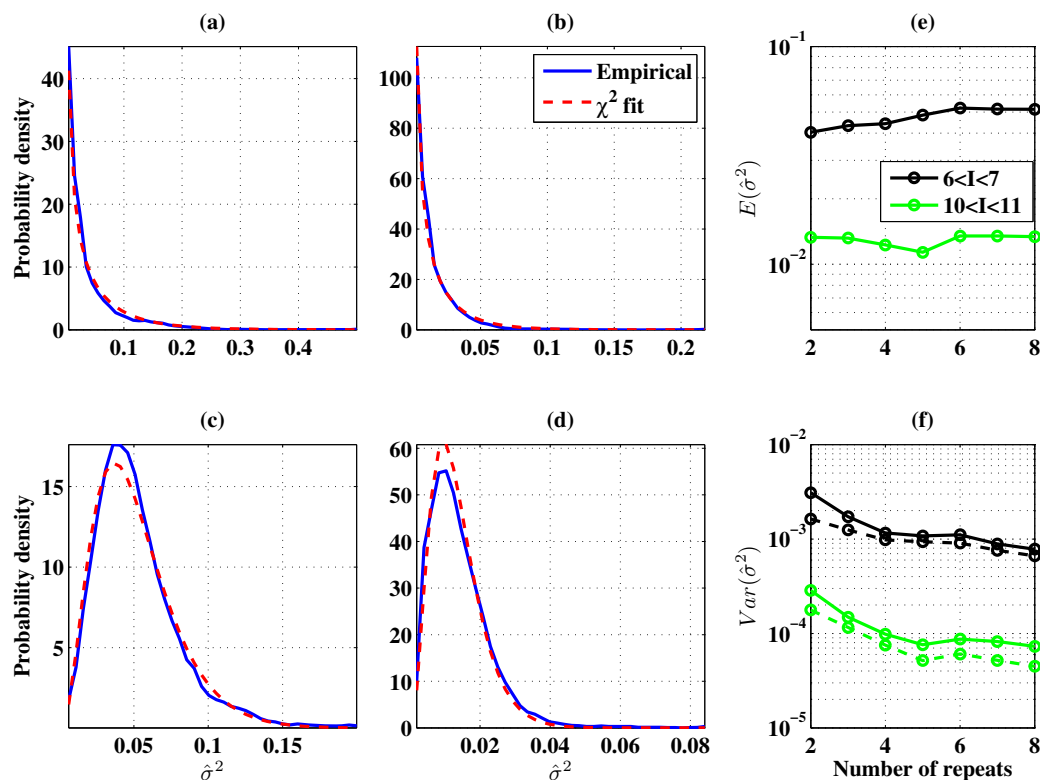 (a)
Probability density
40
30
20
10
0
0.1 0.2 0.3 0.4
(b)
Empirical
χ² fit
100
80
60
40
20
0
0.05 0.1 0.15 0.2
(e)
E(σ̂²)
10⁻¹
10⁻²
6<I<7
10<I<11
2 4 6 8
(c)
Probability density
15
10
5
0.05 0.1 0.15
σ̂²
(d)
60
50
40
30
20
10
0
0.02 0.04 0.06 0.08
σ̂²
(f)
Var(σ̂²)
10⁻²
10⁻³
10⁻⁴
10⁻⁵
2 4 6 8
Number of repeats